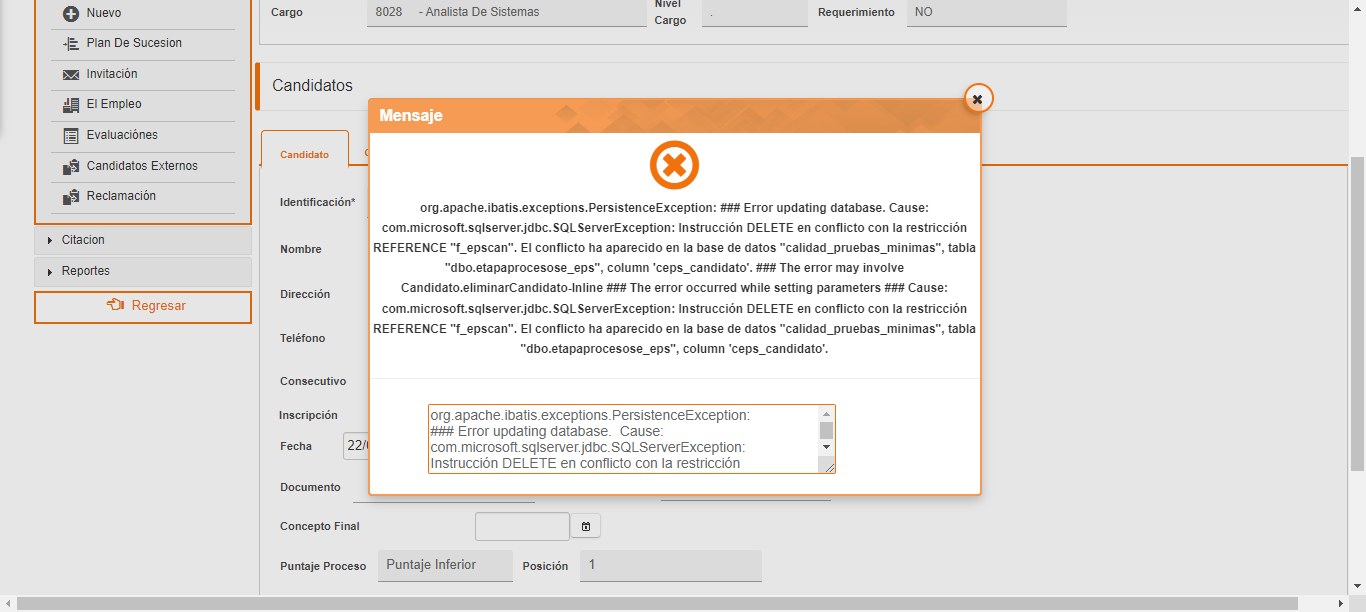 Nuevo
Plan De Sucesion
Invitación
El Empleo
Evaluaciónes
Candidatos Externos
Reclamación
Citacion
Reportes
Regresar
Cargo
8028 - Analista De Sistemas
Nivel
Cargo
.
Requerimiento
NO
Candidatos
Candidato
Identificación*
Nombre
Dirección
Teléfono
Consecutivo
Inscripción
Fecha
22/
Documento
Concepto Final
Puntaje Proceso
Puntaje Inferior
Posición
1
Mensaje
org.apache.ibatis.exceptions.PersistenceException: ### Error updating database. Cause:
com.microsoft.sqlserver.jdbc.SQLServerException: Instrucción DELETE en conflicto con la restricción
REFERENCE "f_epscan". El conflicto ha aparecido en la base de datos "calidad_pruebas_minimas", tabla
"dbo.etapaprocesose_eps", column 'ceps_candidato'. ### The error may involve
Candidato.eliminarCandidato-Inline ### The error occurred while setting parameters ### Cause:
com.microsoft.sqlserver.jdbc.SQLServerException: Instrucción DELETE en conflicto con la restricción
REFERENCE "f_epscan". El conflicto ha aparecido en la base de datos "calidad_pruebas_minimas", tabla
"dbo.etapaprocesose_eps", column 'ceps_candidato'.
org.apache.ibatis.exceptions.PersistenceException:
### Error updating database.  Cause:
com.microsoft.sqlserver.jdbc.SQLServerException:
Instrucción DELETE en conflicto con la restricción